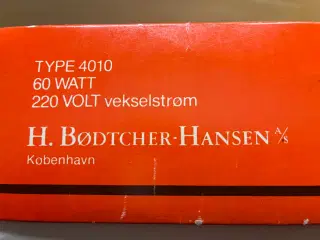 TYPE 4010
60 WATT
220 VOLT vekselstrøm
H. BØDTCHER-HANSEN A/S
København